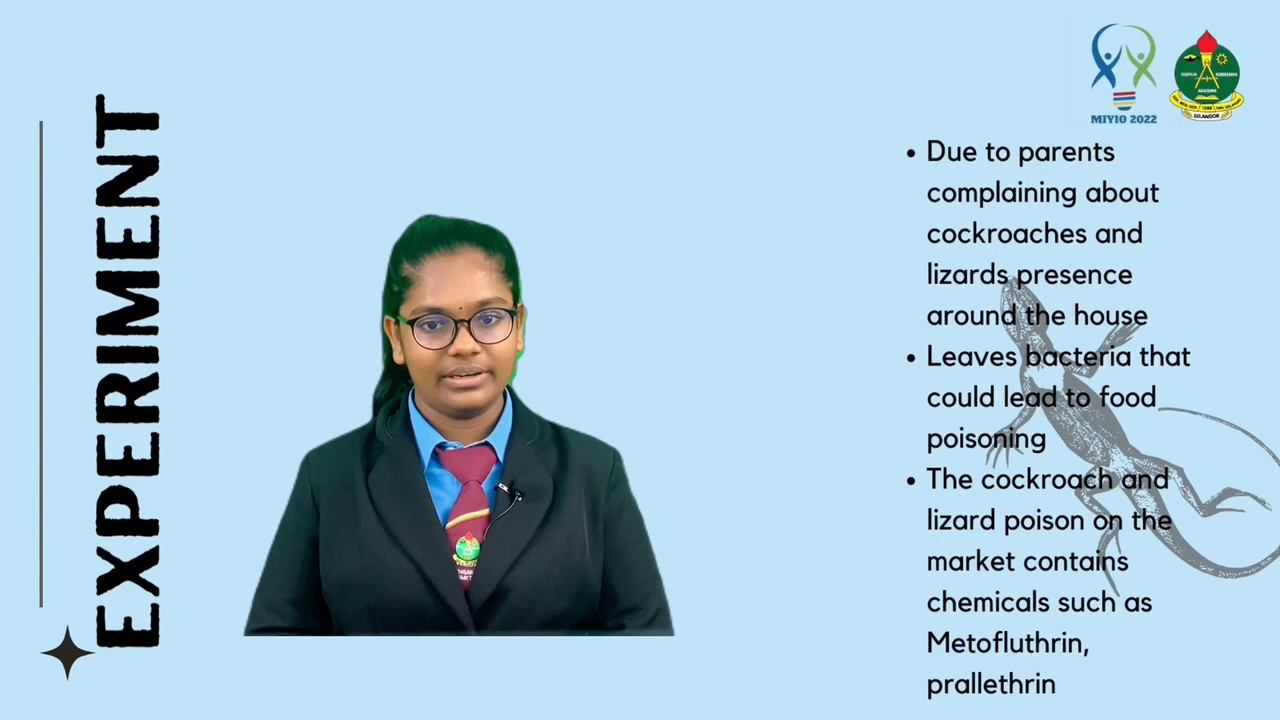 EXPERIMENT
MIYIO 2022
SELANGOR
• Due to parents
complaining about
cockroaches and
lizards presence
around the house
• Leaves bacteria that
could lead to food
poisoning
• The cockroach and
lizard poison on the
market contains
chemicals such as
Metofluthrin,
prallethrin